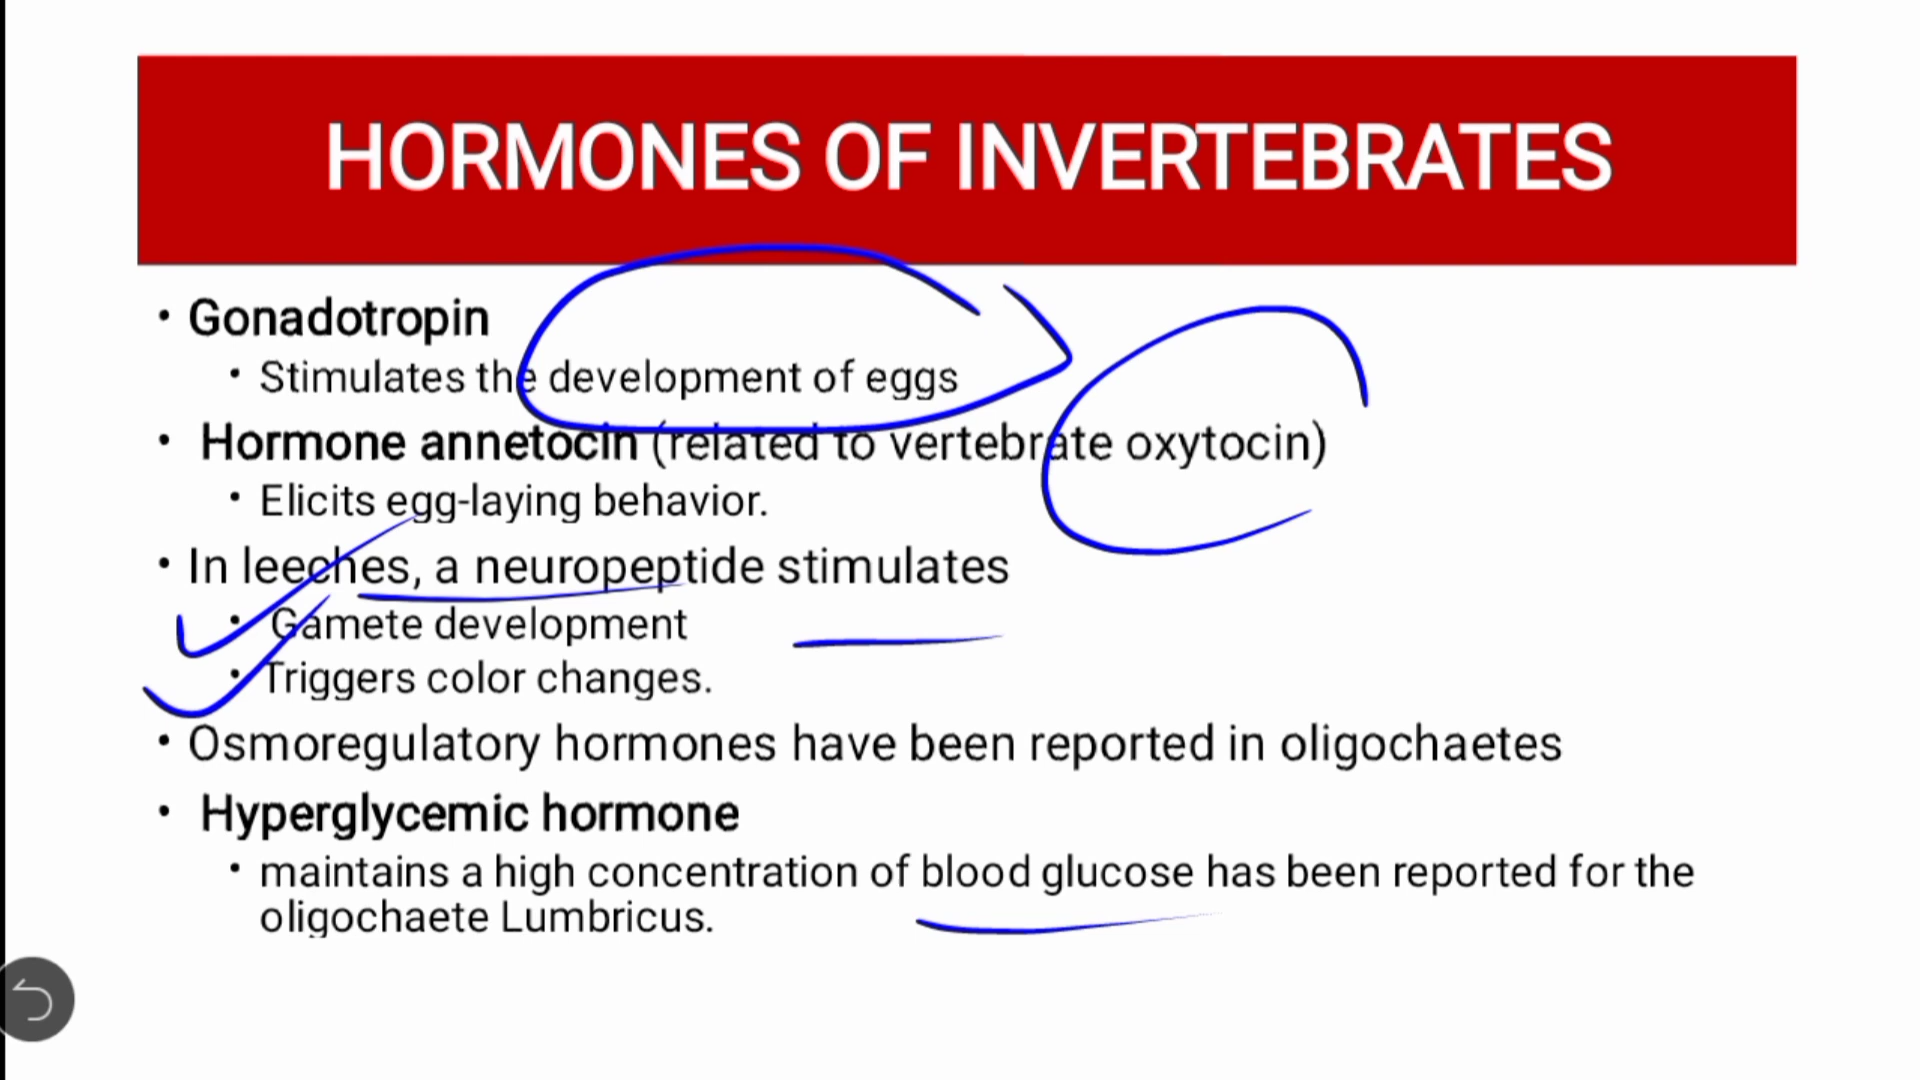 HORMONES OF INVERTEBRATES
• Gonadotropin
• Stimulates the development of eggs
• Hormone annetocin (related to vertebrate oxytocin)
• Elicits egg-laying behavior.
• In leeches, a neuropeptide stimulates
• Gamete development
• Triggers color changes.
• Osmoregulatory hormones have been reported in oligochaetes
• Hyperglycemic hormone
• maintains a high concentration of blood glucose has been reported for the
oligochaete Lumbricus.